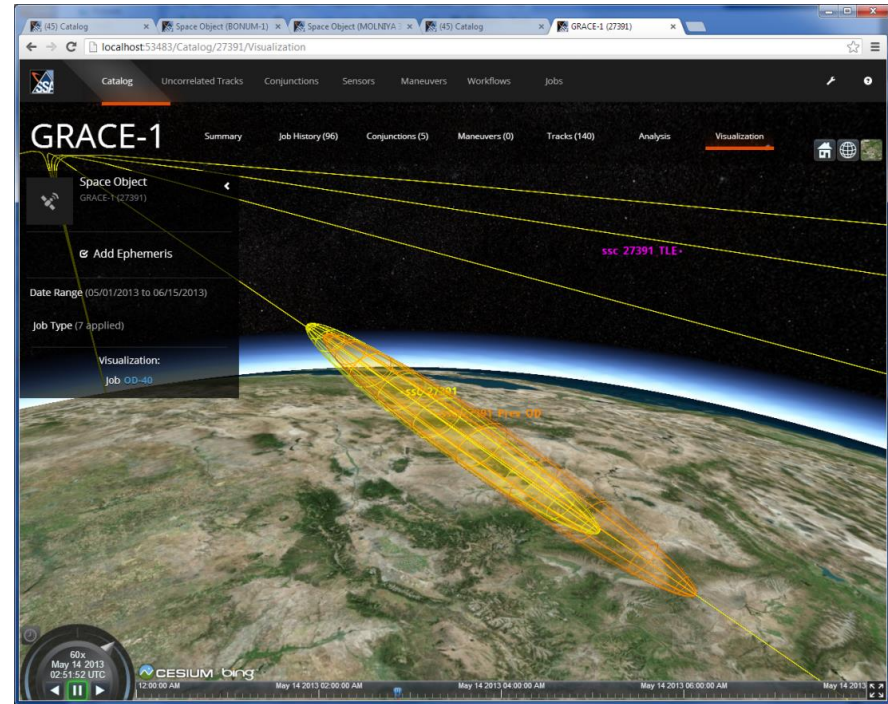 (45) Catalog
Space Object (BONUM-1)
Space Object (MOLNIYA
(45) Catalog
GRACE-1 (27391)
localhost:53483/Catalog/27391/Visualization
SSA
Catalog
Uncorrelated Tracks
Conjunctions
Sensors
Maneuvers
Workflows
Jobs
GRACE-1
Summary
Job History (96)
Conjunctions (5)
Maneuvers (0)
Tracks (140)
Analysis
Visualization
Space Object
GRACE-1 (27391)
Add Ephemeris
Date Range (05/01/2013 to 06/15/2013)
Job Type (7 applied)
Visualization:
Job OD-40
ssc_27391_TLE
ssc_27391
Prev_OD
60x
May 14 2013
02:51:52 UTC
CESIUM bing
12:00:00 AM
May 14 2013 02:00:00 AM
May 14 2013 04:00:00 AM
May 14 2013 06:00:00 AM
May 14 2013